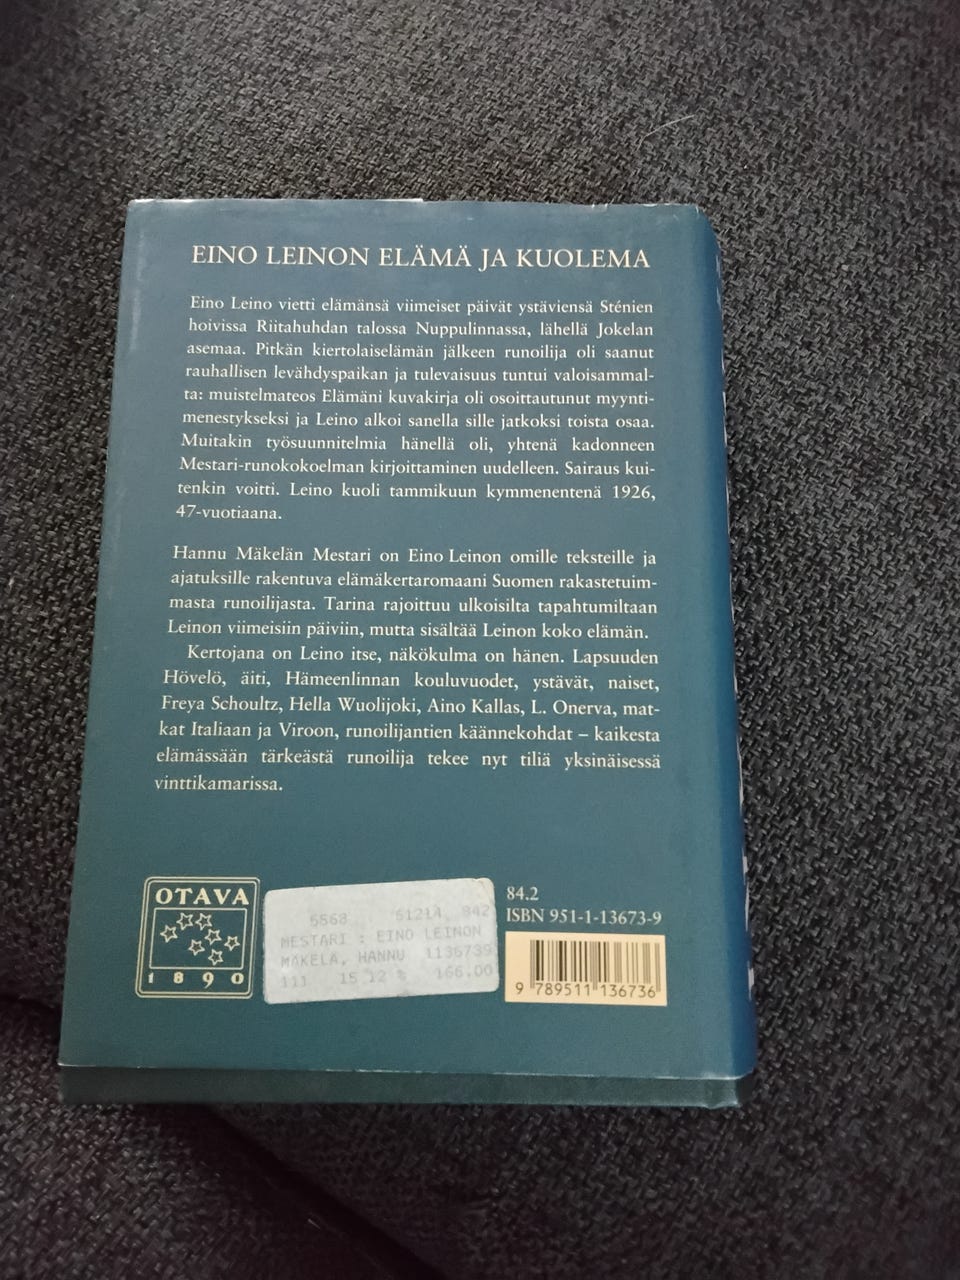 EINO LEINON ELÄMÄ JA KUOLEMA
Eino Leino vietti elämänsä viimeiset päivät ystäviensä Sténien
hoivissa Riitahuhdan talossa Nuppulinnassa, lähellä Jokelan
asemaa. Pitkän kiertolaiselämän jälkeen runoilija oli saanut
rauhallisen levähdyspaikan ja tulevaisuus tuntui valoisammal-
ta: muistelmateos Elämäni kuvakirja oli osoittautunut myynti-
menestykseksi ja Leino alkoi sanella sille jatkoksi toista osaa.
Muitakin työsuunnitelmia hänellä oli, yhtenä kadonneen
Mestari-runokokoelman kirjoittaminen uudelleen. Sairaus kui-
tenkin voitti. Leino kuoli tammikuun kymmenentenä 1926,
47-vuotiaana.
Hannu Mäkelän Mestari on Eino Leinon omille teksteille ja
ajatuksille rakentuva elämäkertaromaani Suomen rakastetuim-
masta runoilijasta. Tarina rajoittuu ulkoisilta tapahtumiltaan
Leinon viimeisiin päiviin, mutta sisältää Leinon koko elämän.
Kertojana on Leino itse, näkökulma on hänen. Lapsuuden
Hövelö, äiti, Hämeenlinnan kouluvuodet, ystävät, naiset,
Freya Schoultz, Hella Wuolijoki, Aino Kallas, L. Onerva, mat-
kat Italiaan ja Viroon, runoilijantien käännekohdat – kaikesta
elämässään tärkeästä runoilija tekee nyt tiliä yksinäisessä
vinttikamarissa.
OTAVA
1890
5568 51214 842
MESTARI : EINO LEINON
MÄKELÄ, HANNU 1136739
111 15 12 % 166.00
84.2
ISBN 951-1-13673-9
9 789511 136736